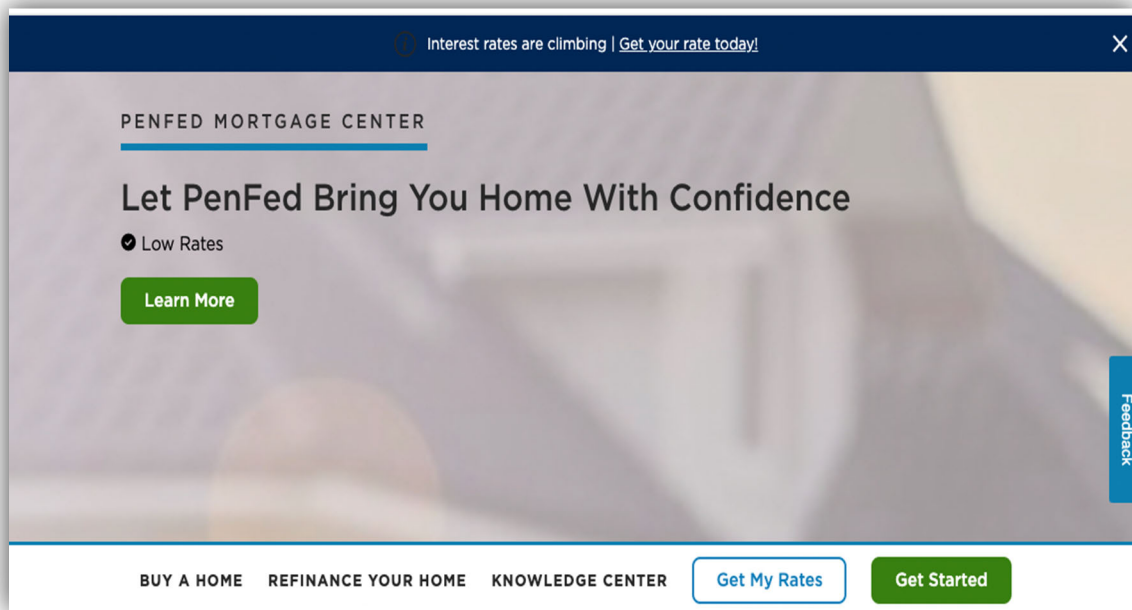 Interest rates are climbing | Get your rate today!
PENFED MORTGAGE CENTER
Let PenFed Bring You Home With Confidence
Low Rates
Learn More
Feedback
BUY A HOME REFINANCE YOUR HOME KNOWLEDGE CENTER Get My Rates Get Started